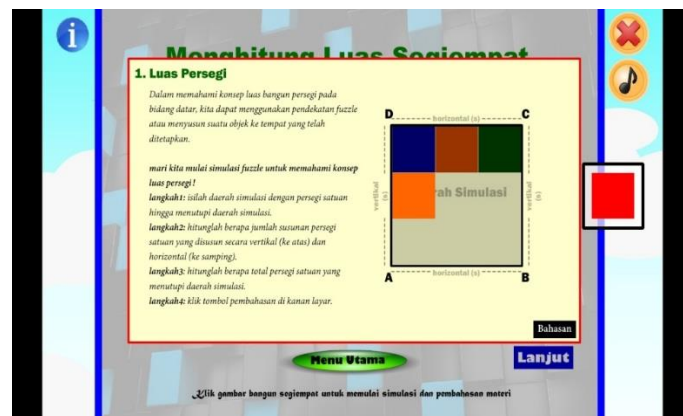 i
Menghitung Luas Segiempat
1. Luas Persegi
Dalam memahami konsep luas bangun persegi pada
bidang datar, kita dapat menggunakan pendekatan fuzzle
atau menyusun suatu objek ke tempat yang telah
ditetapkan.
mari kita mulai simulasi fuzzle untuk memahami konsep
luas persegi !
langkah1: isilah daerah simulasi dengan persegi satuan
hingga menutupi daerah simulasi.
langkah2: hitunglah berapa jumlah susunan persegi
satuan yang disusun secara vertikal (ke atas) dan
horizontal (ke samping).
langkah3: hitunglah berapa total persegi satuan yang
menutupi daerah simulasi.
langkah4: klik tombol pembahasan di kanan layar.
D horizontal (s) C
vertikal (s)
rah Simulasi
vertikal (s)
A horizontal (s) B
Bahasan
Menu Utama
Lanjut
Klik gambar bangun segiempat untuk memulai simulasi dan pembahasan materi